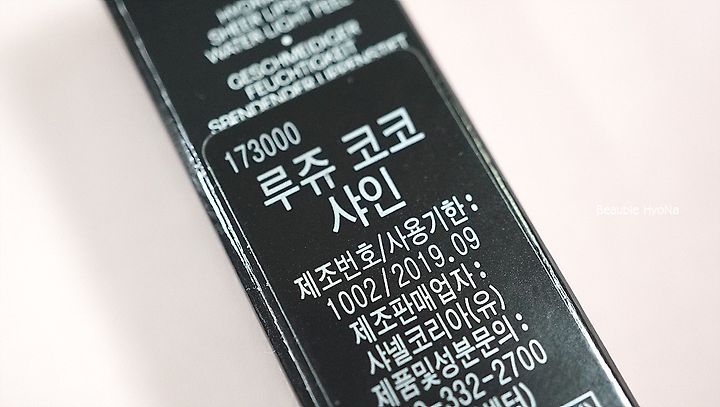 SHEER LIPSHINE
WATER LIGHT FEEL
•
GESCHMEIDIGER
FEUCHTIGKEIT
SPENDENDER LIPPENSTIFT
173000
루쥬 코코
샤인
제조번호/사용기한:
1002/2019.09
제조판매업자:
샤넬코리아(유)
제품및성분문의:
-332-2700
센터)
Beaubie HyoNa